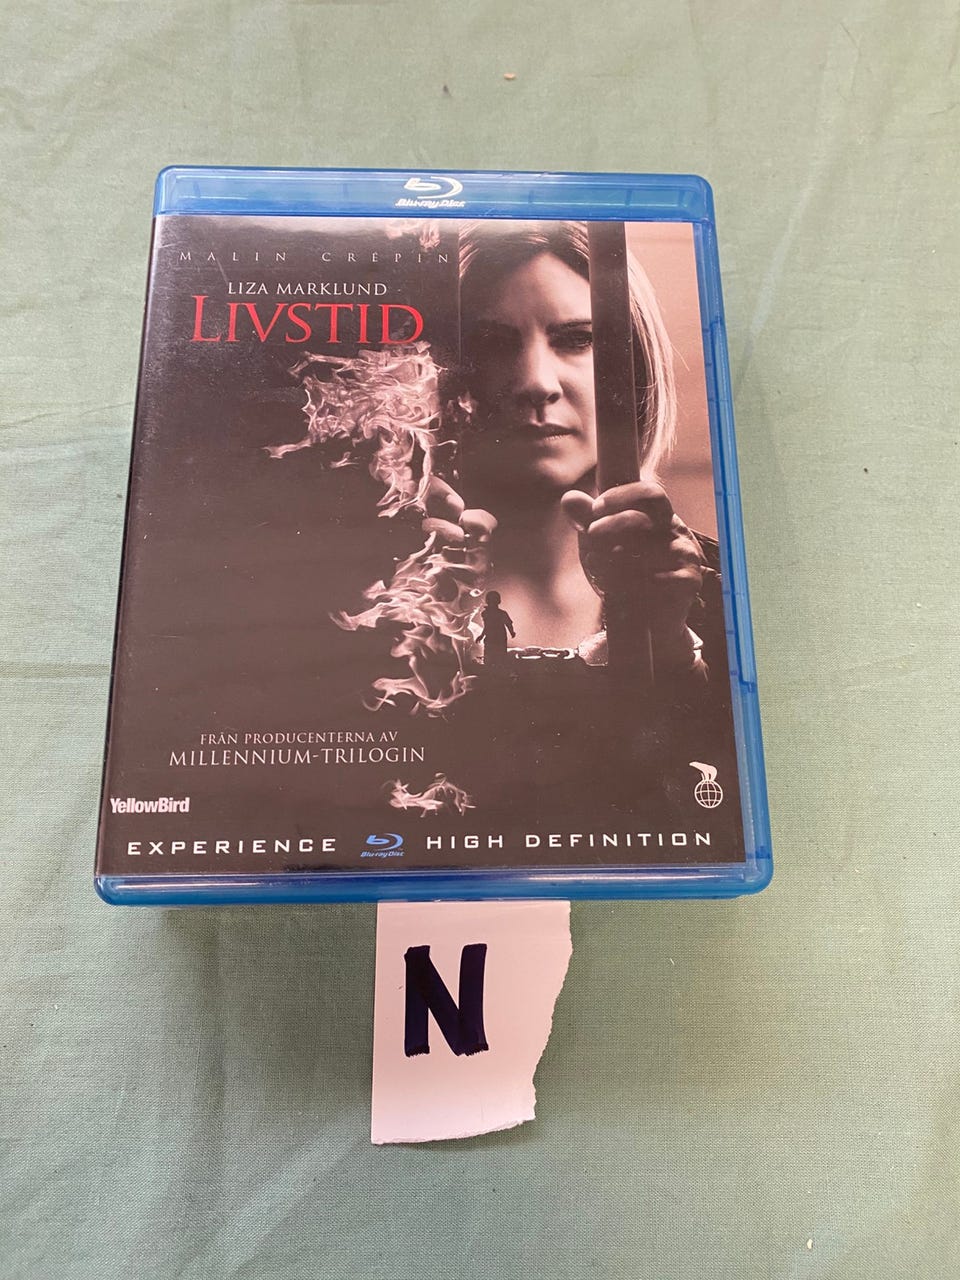 Blu-ray Disc
MALIN CRÉPIN
LIZA MARKLUND
LIVSTID
FRÅN PRODUCENTERNA AV
MILLENNIUM-TRILOGIN
YellowBird
EXPERIENCE Blu-ray Disc HIGH DEFINITION
N